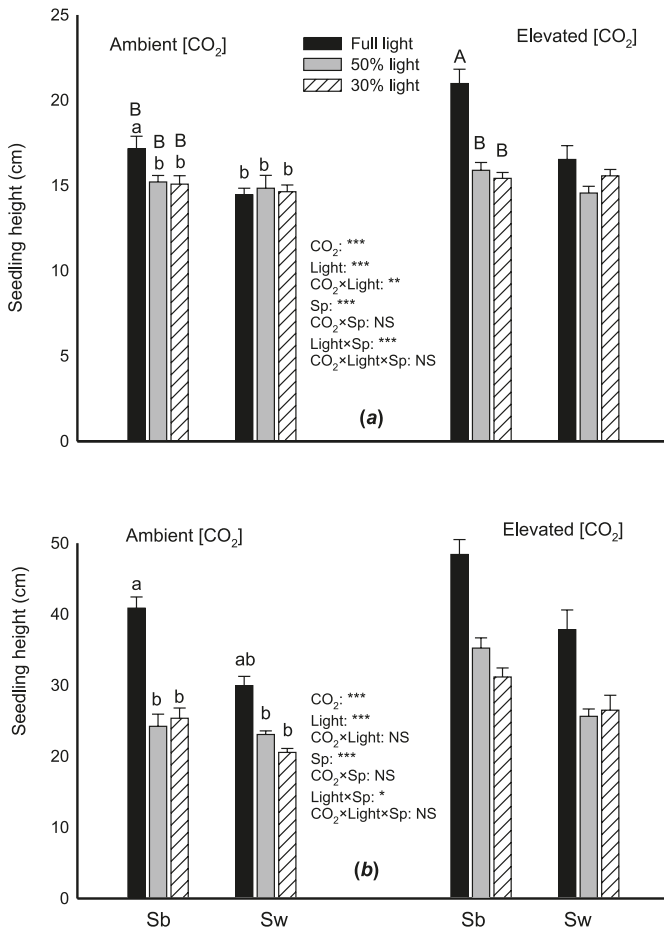 25
20
15
10
5
0
Seedling height (cm)
Ambient [CO₂]
Full light
50% light
30% light
Elevated [CO₂]
B
a
B
b
B
b
b
b
b
A
B
B
CO₂: ***
Light: ***
CO₂×Light: **
Sp: ***
CO₂×Sp: NS
Light×Sp: ***
CO₂×Light×Sp: NS
(a)
50
40
30
20
10
0
Seedling height (cm)
Ambient [CO₂]
Elevated [CO₂]
a
b
b
ab
b
b
CO₂: ***
Light: ***
CO₂×Light: NS
Sp: ***
CO₂×Sp: NS
Light×Sp: *
CO₂×Light×Sp: NS
(b)
Sb
Sw
Sb
Sw